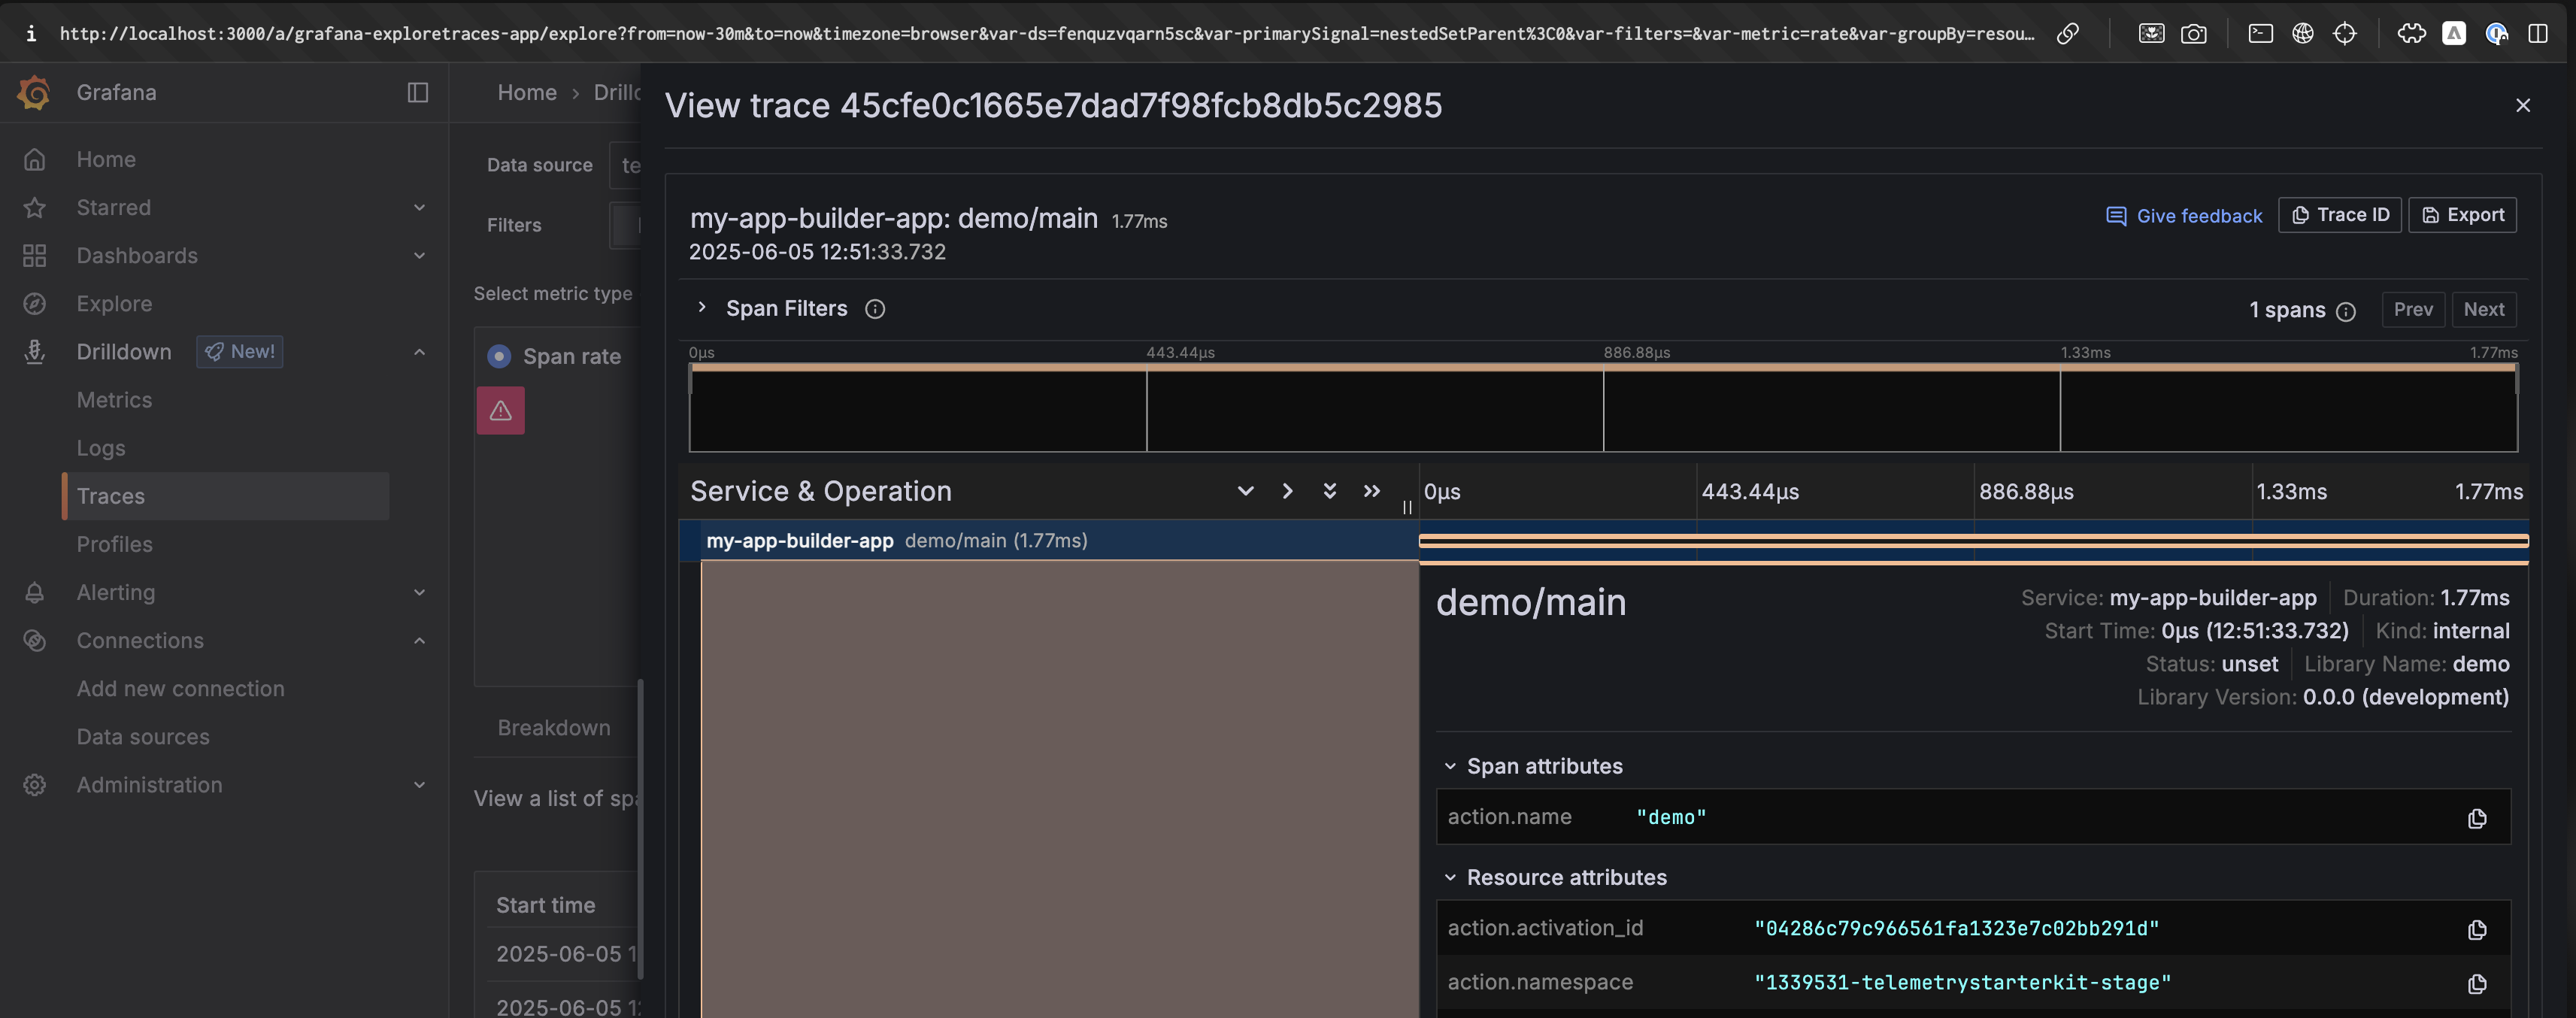 http://localhost:3000/a/grafana-exploretraces-app/explore?from=now-30m&to=now&timezone=browser&var-ds=fenquzvqarn5sc&var-primarySignal=nestedSetParent%3C0&var-filters=&var-metric=rate&var-groupBy=resou…
Grafana
Home
Starred
Dashboards
Explore
Drilldown New!
Metrics
Logs
Traces
Profiles
Alerting
Connections
Add new connection
Data sources
Administration
Home › Drillc
Data source te
Filters
Select metric type
Span rate
Breakdown
View a list of spa
Start time
2025-06-05 1
2025-06-05 12
View trace 45cfe0c1665e7dad7f98fcb8db5c2985
my-app-builder-app: demo/main 1.77ms
2025-06-05 12:51:33.732
Give feedback Trace ID Export
Span Filters
1 spans Prev Next
0μs 443.44μs 886.88μs 1.33ms 1.77ms
Service & Operation 0μs 443.44μs 886.88μs 1.33ms 1.77ms
my-app-builder-app demo/main (1.77ms)
demo/main
Service: my-app-builder-app Duration: 1.77ms
Start Time: 0μs (12:51:33.732) Kind: internal
Status: unset Library Name: demo
Library Version: 0.0.0 (development)
Span attributes
action.name "demo"
Resource attributes
action.activation_id "04286c79c966561fa1323e7c02bb291d"
action.namespace "1339531-telemetrystarterkit-stage"